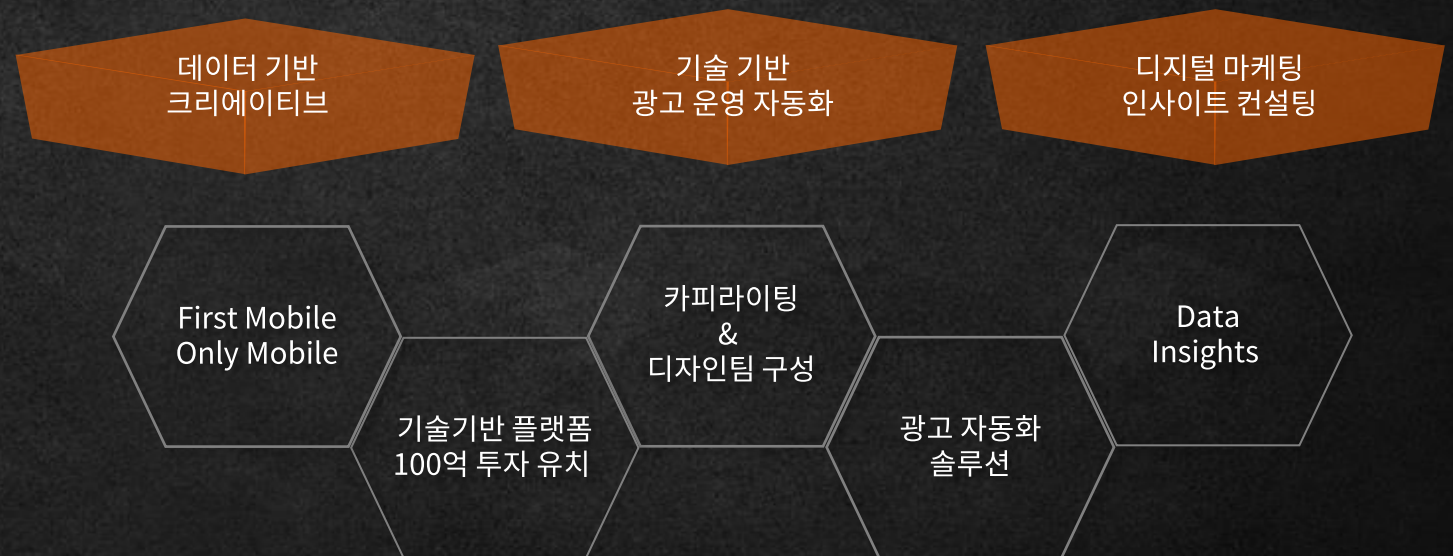 데이터 기반
크리에이티브
기술 기반
광고 운영 자동화
디지털 마케팅
인사이트 컨설팅
First Mobile
Only Mobile
기술기반 플랫폼
100억 투자 유치
카피라이팅
&
디자인팀 구성
광고 자동화
솔루션
Data
Insights